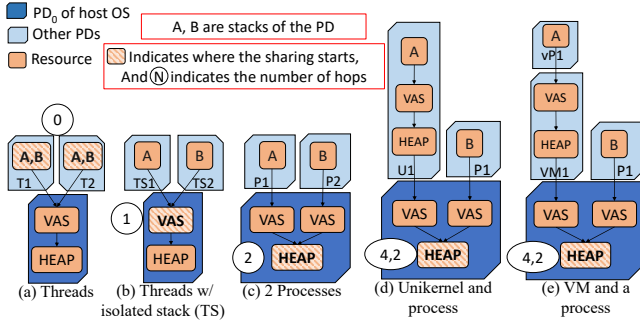 PD0 of host OS
Other PDs
Resource
A, B are stacks of the PD
Indicates where the sharing starts,
And N indicates the number of hops
0
A,B A,B
T1 T2
VAS
HEAP
(a) Threads
A B
TS1 TS2
1
VAS
HEAP
(b) Threads w/
isolated stack (TS)
A B
P1 P2
VAS VAS
2
HEAP
(c) 2 Processes
A
VAS
HEAP
U1
B
P1
VAS VAS
4,2
HEAP
(d) Unikernel and
process
A
vP1
VAS
HEAP
VM1
B
P1
VAS VAS
4,2
HEAP
(e) VM and a
process